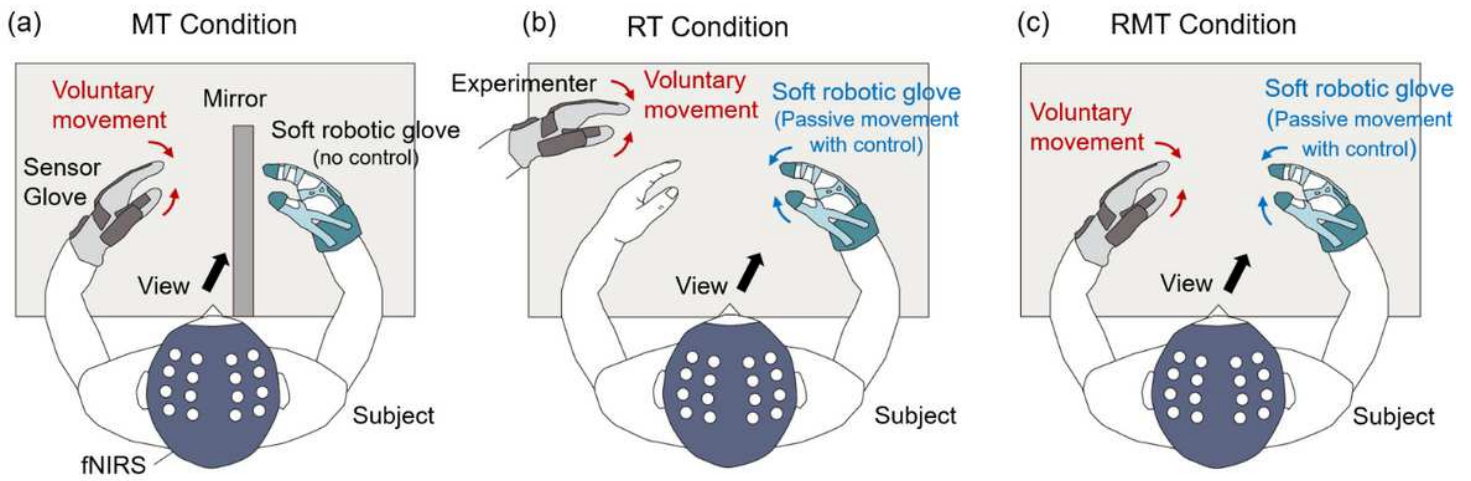 (a)
MT Condition
Voluntary
movement
Mirror
Soft robotic glove
(no control)
Sensor
Glove
View
Subject
fNIRS
(b)
RT Condition
Experimenter
Voluntary
movement
Soft robotic glove
(Passive movement
with control)
View
Subject
(c)
RMT Condition
Voluntary
movement
Soft robotic glove
(Passive movement
with control)
View
Subject